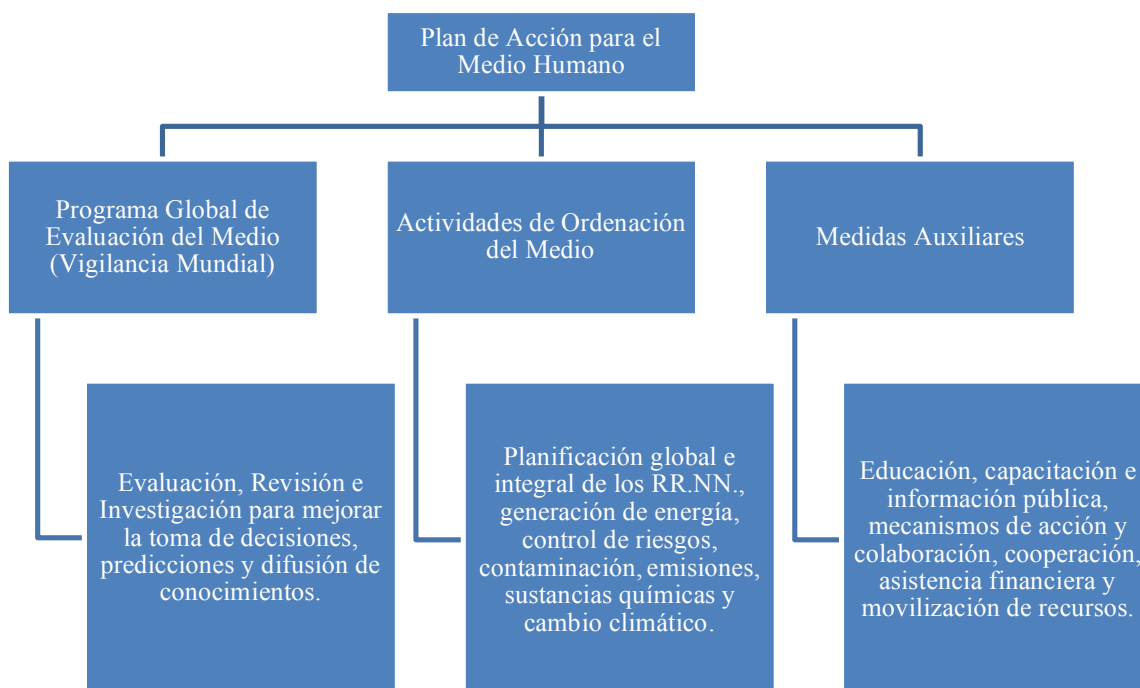 Plan de Acción para el
Medio Humano
Programa Global de
Evaluación del Medio
(Vigilancia Mundial)
Actividades de Ordenación
del Medio
Medidas Auxiliares
Evaluación, Revisión e
Investigación para mejorar
la toma de decisiones,
predicciones y difusión de
conocimientos.
Planificación global e
integral de los RR.NN.,
generación de energía,
control de riesgos,
contaminación, emisiones,
sustancias químicas y
cambio climático.
Educación, capacitación e
información pública,
mecanismos de acción y
colaboración, cooperación,
asistencia financiera y
movilización de recursos.